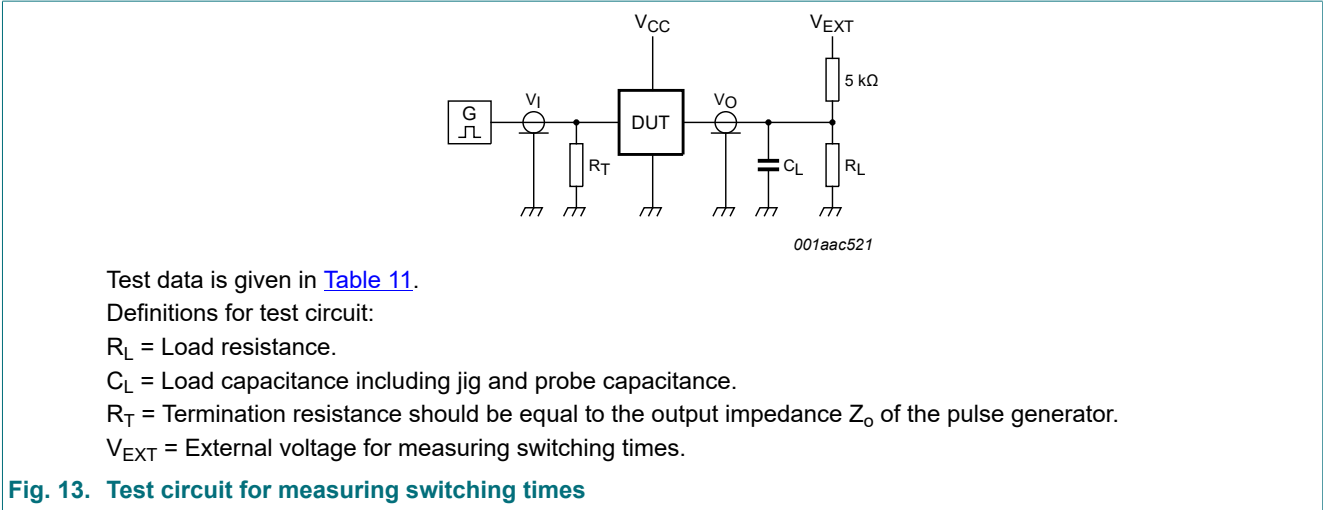 VCC
VEXT
5 kΩ
G
VI
DUT
VO
RT
CL
RL
001aac521
Test data is given in Table 11.
Definitions for test circuit:
RL = Load resistance.
CL = Load capacitance including jig and probe capacitance.
RT = Termination resistance should be equal to the output impedance Zo of the pulse generator.
VEXT = External voltage for measuring switching times.
Fig. 13. Test circuit for measuring switching times